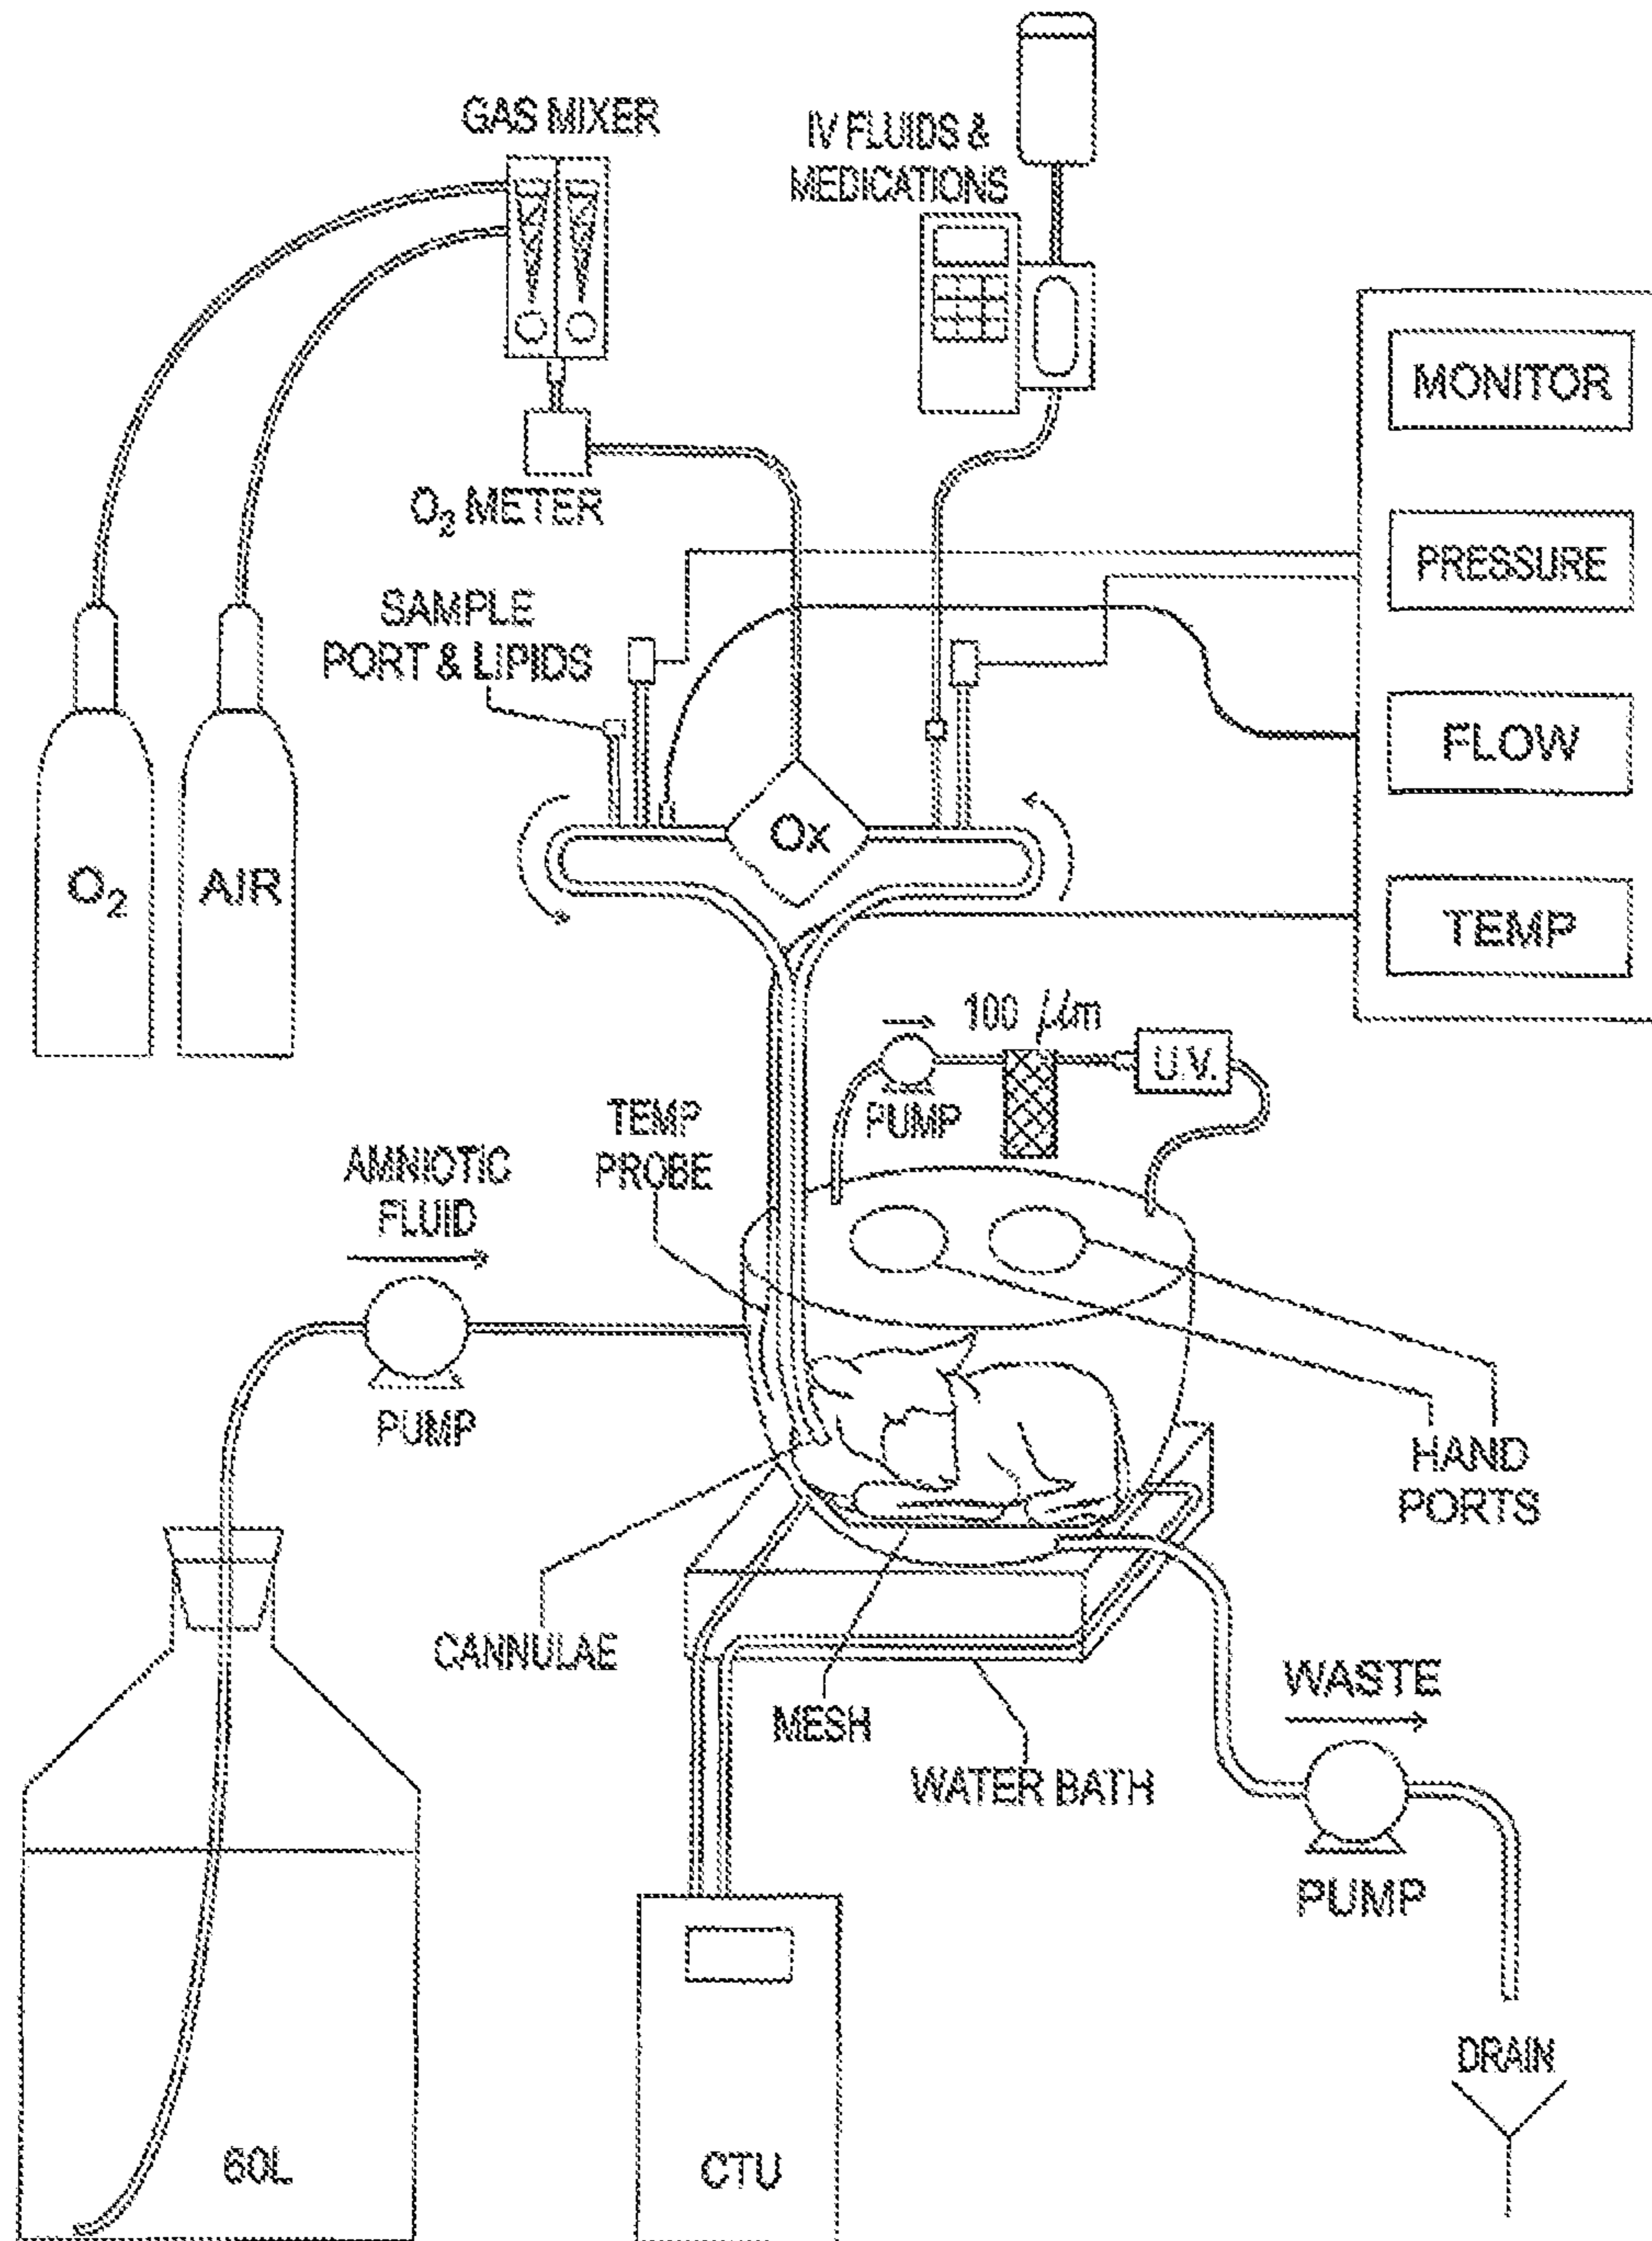 GAS MIXER
IV FLUIDS &
MEDICATIONS
MONITOR
O₂ METER
PRESSURE
SAMPLE
PORT & LIPIDS
FLOW
O₂
AIR
OX
TEMP
100 μm
U.V.
PUMP
TEMP
PROBE
AMNIOTIC
FLUID
PUMP
HAND
PORTS
CANNULAE
MESH
WATER BATH
WASTE
PUMP
DRAIN
60L
CTU